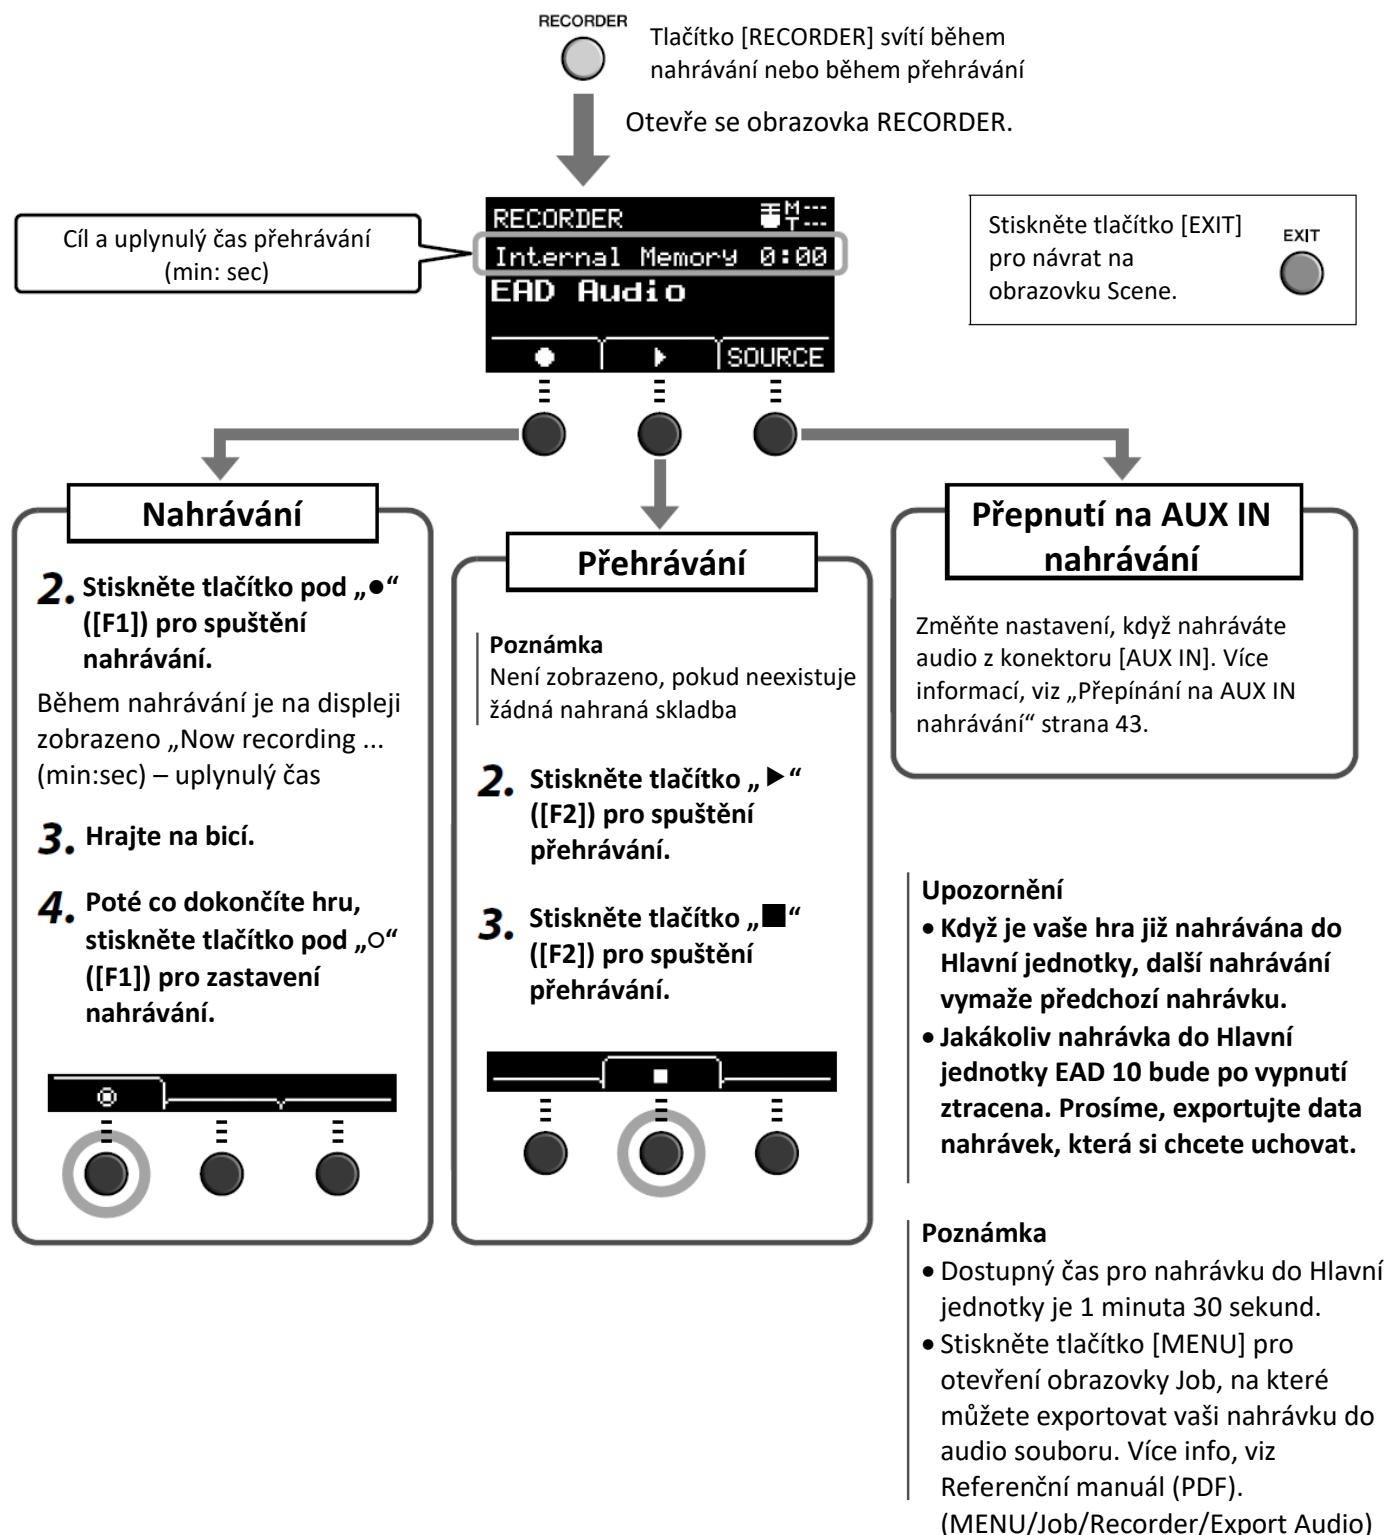 RECORDER
Tlačítko [RECORDER] svítí během
nahrávání nebo během přehrávání
Otevře se obrazovka RECORDER.
Cíl a uplynulý čas přehrávání
(min: sec)
RECORDER M---
T---
Internal Memory 0:00
EAD Audio
● ▶ SOURCE
Stiskněte tlačítko [EXIT]
pro návrat na
obrazovku Scene.
EXIT
Nahrávání
2. Stiskněte tlačítko pod „●“
([F1]) pro spuštění
nahrávání.
Během nahrávání je na displeji
zobrazeno „Now recording ...
(min:sec) – uplynulý čas
3. Hrajte na bicí.
4. Poté co dokončíte hru,
stiskněte tlačítko pod „○“
([F1]) pro zastavení
nahrávání.
Přehrávání
Poznámka
Není zobrazeno, pokud neexistuje
žádná nahraná skladba
2. Stiskněte tlačítko „▶“
([F2]) pro spuštění
přehrávání.
3. Stiskněte tlačítko „■“
([F2]) pro spuštění
přehrávání.
Přepnutí na AUX IN
nahrávání
Změňte nastavení, když nahráváte
audio z konektoru [AUX IN]. Více
informací, viz „Přepínání na AUX IN
nahrávání“ strana 43.
Upozornění
• Když je vaše hra již nahrávána do
Hlavní jednotky, další nahrávání
vymaže předchozí nahrávku.
• Jakákoliv nahrávka do Hlavní
jednotky EAD 10 bude po vypnutí
ztracena. Prosíme, exportujte data
nahrávek, která si chcete uchovat.
Poznámka
• Dostupný čas pro nahrávku do Hlavní
jednotky je 1 minuta 30 sekund.
• Stiskněte tlačítko [MENU] pro
otevření obrazovky Job, na které
můžete exportovat vaši nahrávku do
audio souboru. Více info, viz
Referenční manuál (PDF).
(MENU/Job/Recorder/Export Audio)